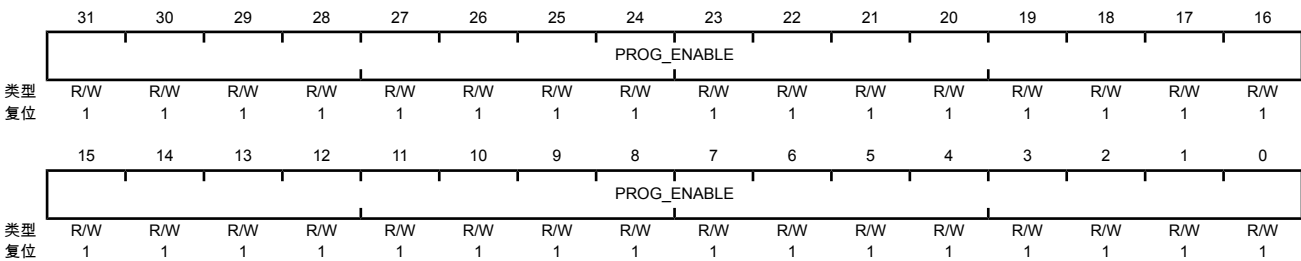 31 30 29 28 27 26 25 24 23 22 21 20 19 18 17 16
PROG_ENABLE
类型 R/W R/W R/W R/W R/W R/W R/W R/W R/W R/W R/W R/W R/W R/W R/W R/W
复位 1 1 1 1 1 1 1 1 1 1 1 1 1 1 1 1
15 14 13 12 11 10 9 8 7 6 5 4 3 2 1 0
PROG_ENABLE
类型 R/W R/W R/W R/W R/W R/W R/W R/W R/W R/W R/W R/W R/W R/W R/W R/W
复位 1 1 1 1 1 1 1 1 1 1 1 1 1 1 1 1